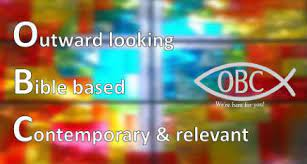 Outward looking
Bible based
OBC
We're here for you!
Contemporary & relevant